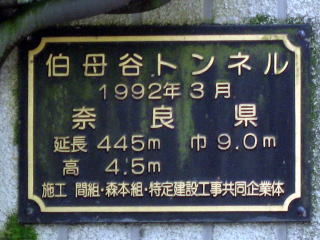 伯母谷トンネル
1992年3月
奈良県
延長 445m 巾 9.0m
高 4.5m
施工 間組・森本組・特定建設工事共同企業体